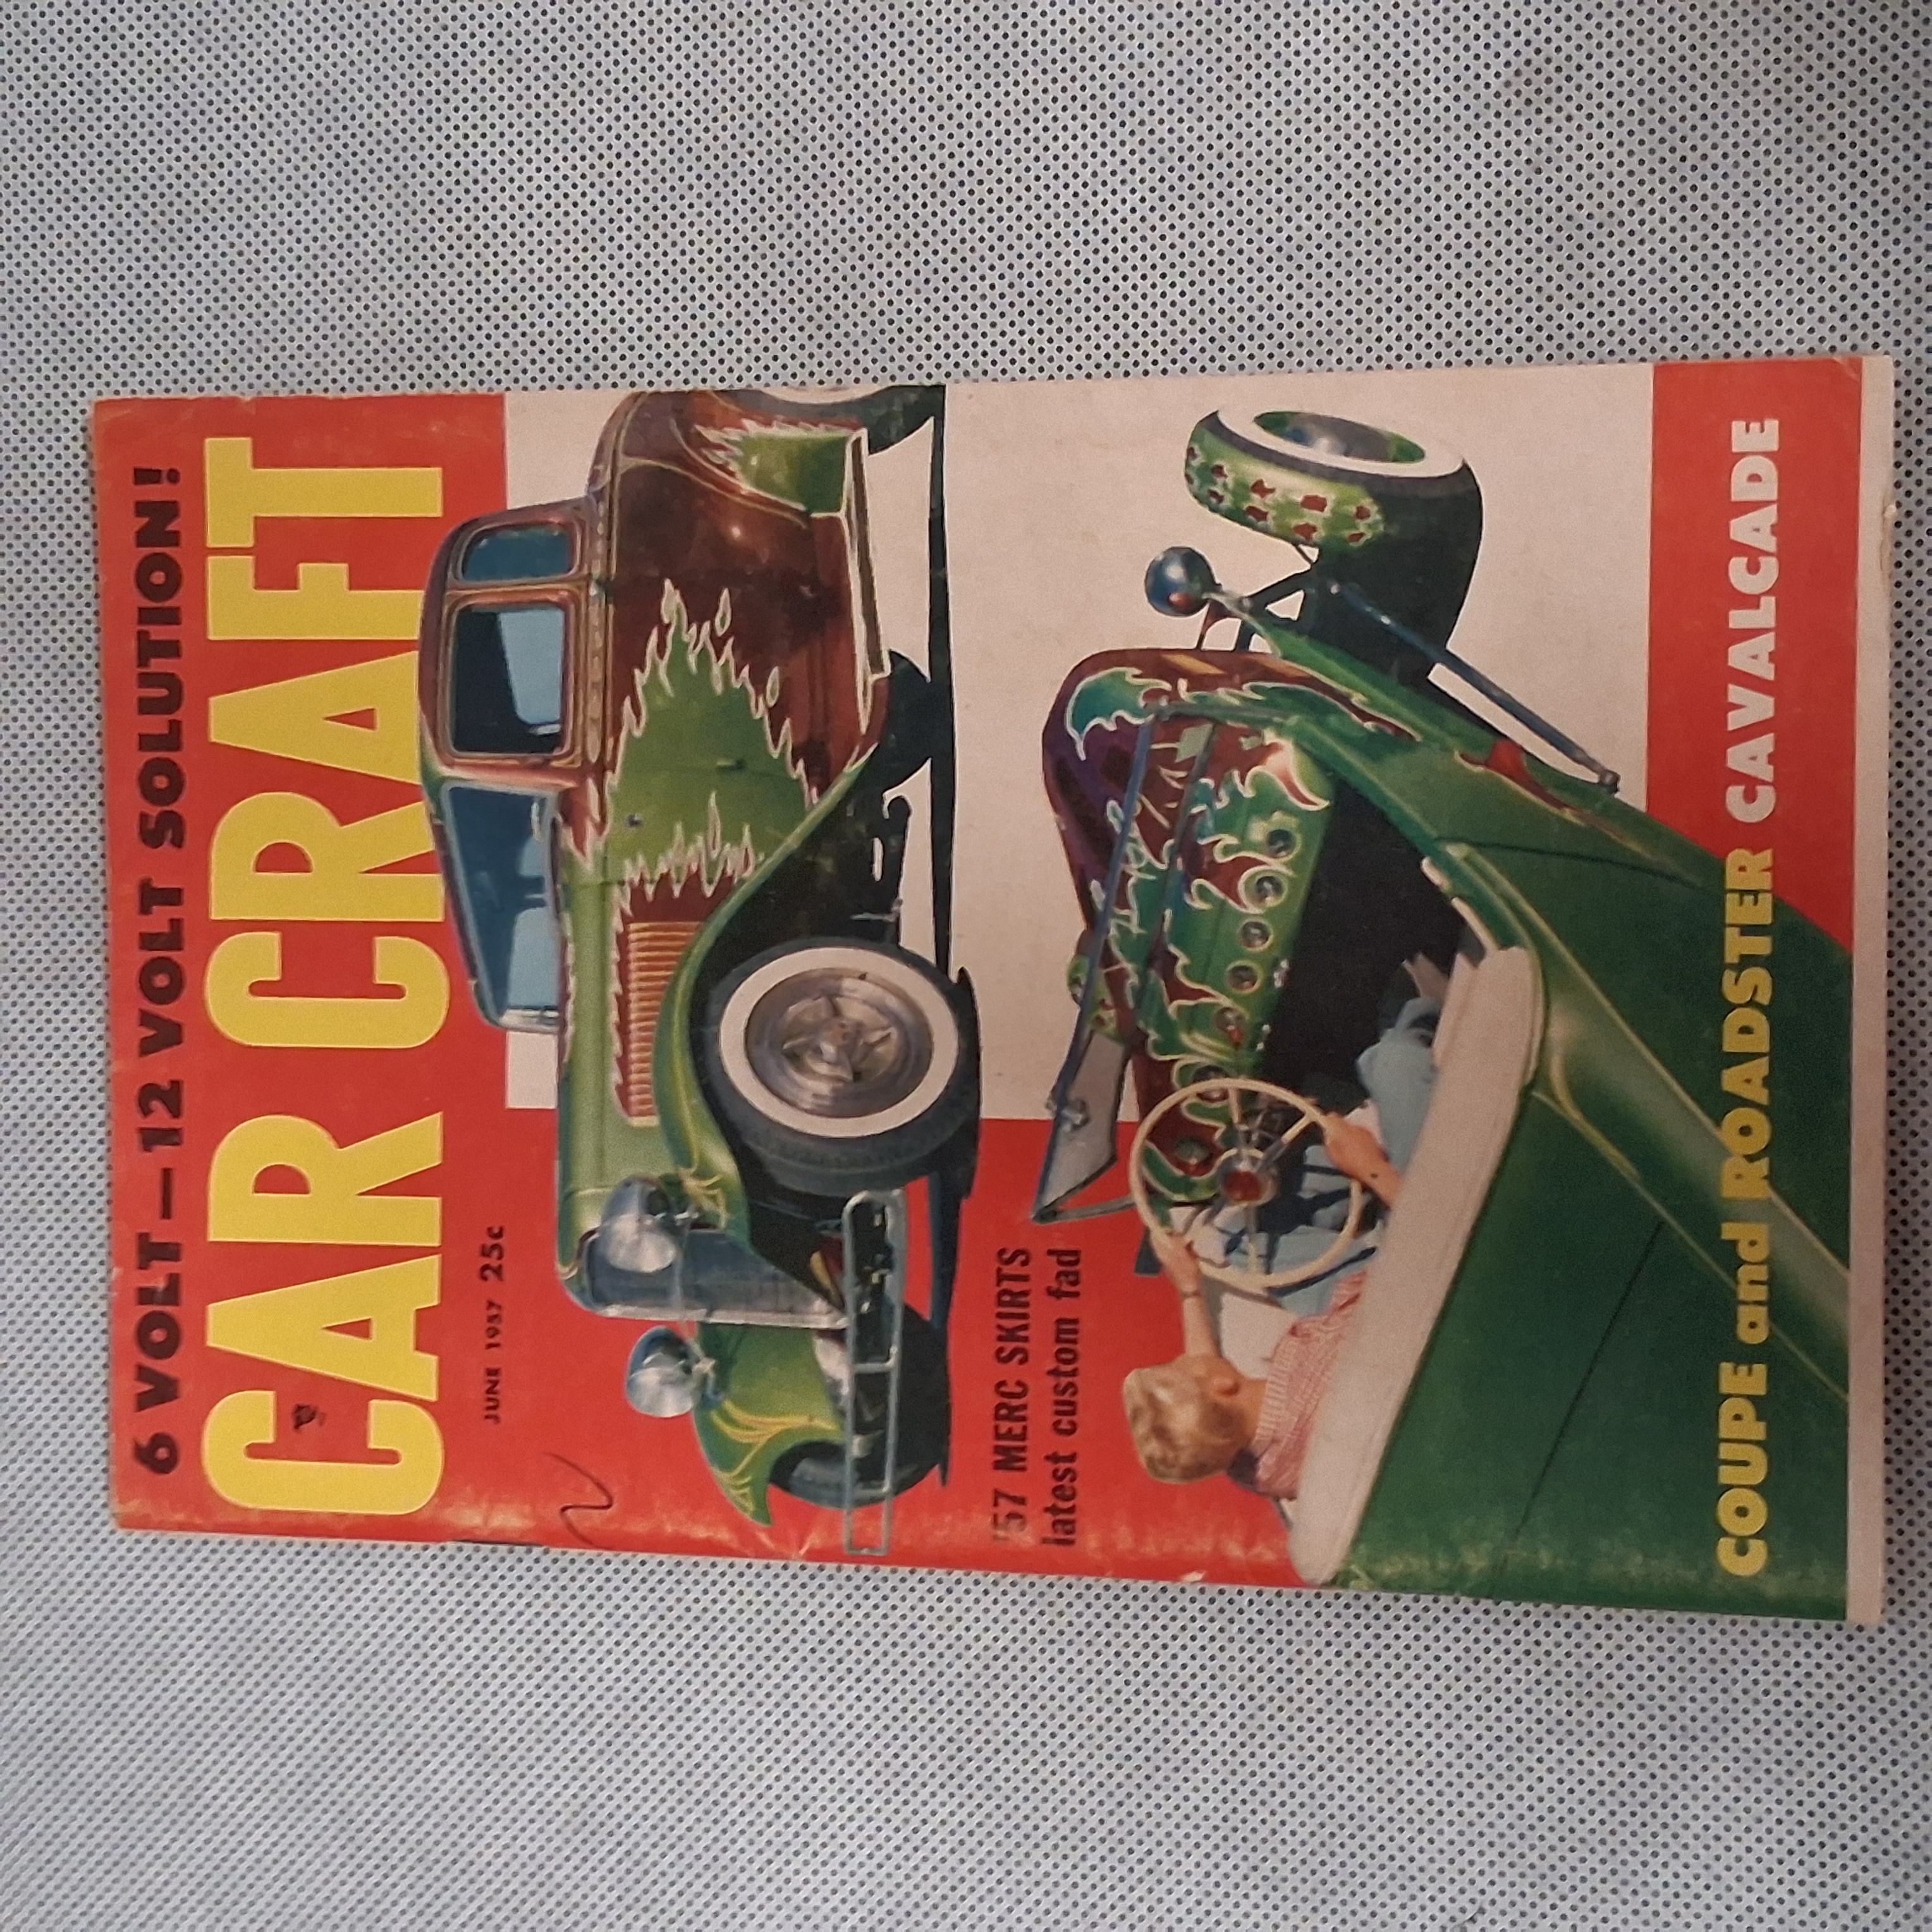 6 VOLT — 12 VOLT SOLUTION!
CAR CRAFT
JUNE 1957 25c
'57 MERC SKIRTS
latest custom fad
COUPE and ROADSTER CAVALCADE